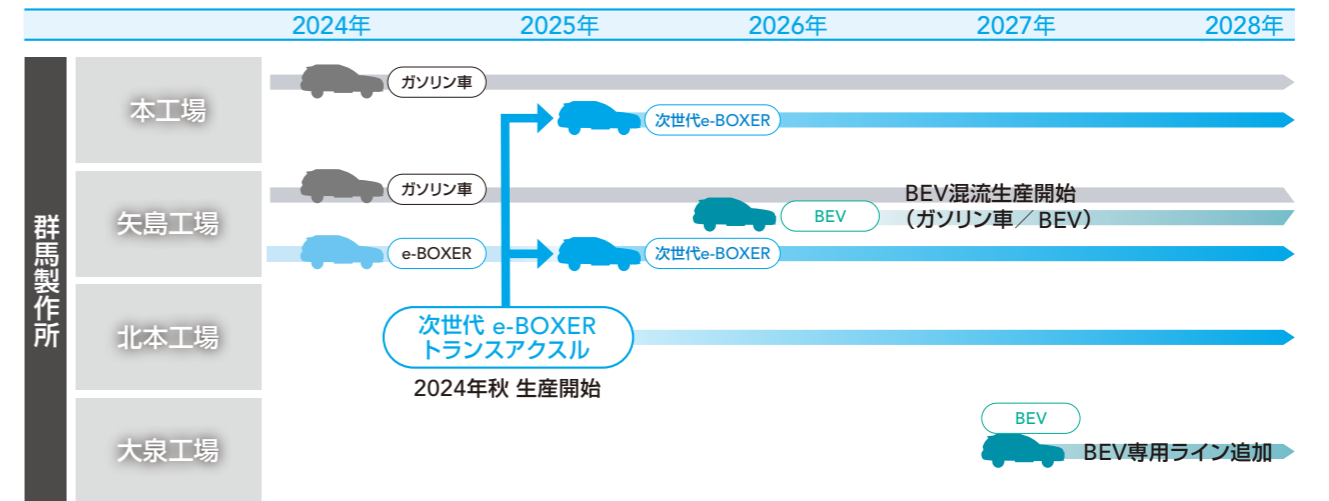 2024年 2025年 2026年 2027年 2028年
群馬製作所
本工場
ガソリン車
次世代e-BOXER
矢島工場
ガソリン車
BEV
BEV混流生産開始
（ガソリン車／BEV）
e-BOXER
次世代e-BOXER
北本工場
次世代 e-BOXER
トランスアクスル
2024年秋 生産開始
大泉工場
BEV
BEV専用ライン追加